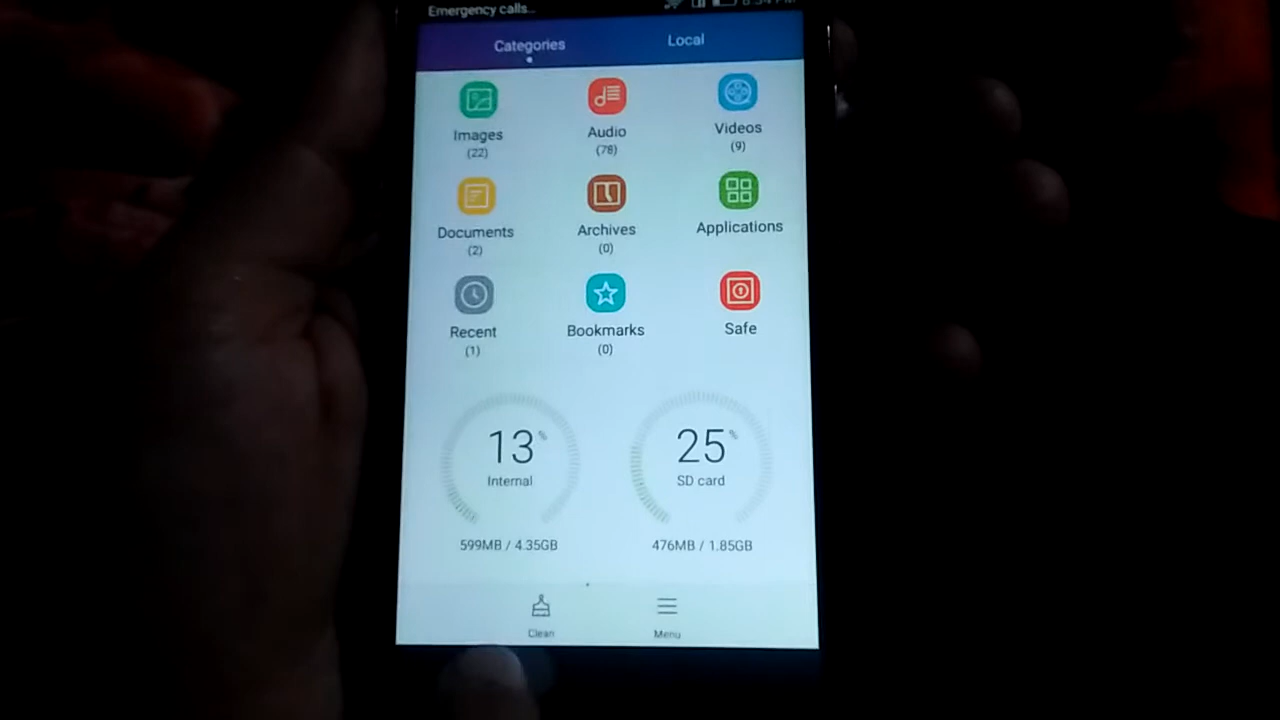 Emergency calls...
Categories Local
Images Audio Videos
(22) (78) (9)
Documents Archives Applications
(2) (0)
Recent Bookmarks Safe
(1) (0)
13% 25%
Internal SD card
599MB / 4.35GB 476MB / 1.85GB
Clean Menu